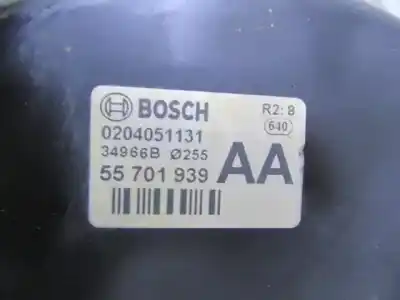 BOSCH R2: 8
0204051131 640
34966B Ø255
55 701 939 AA